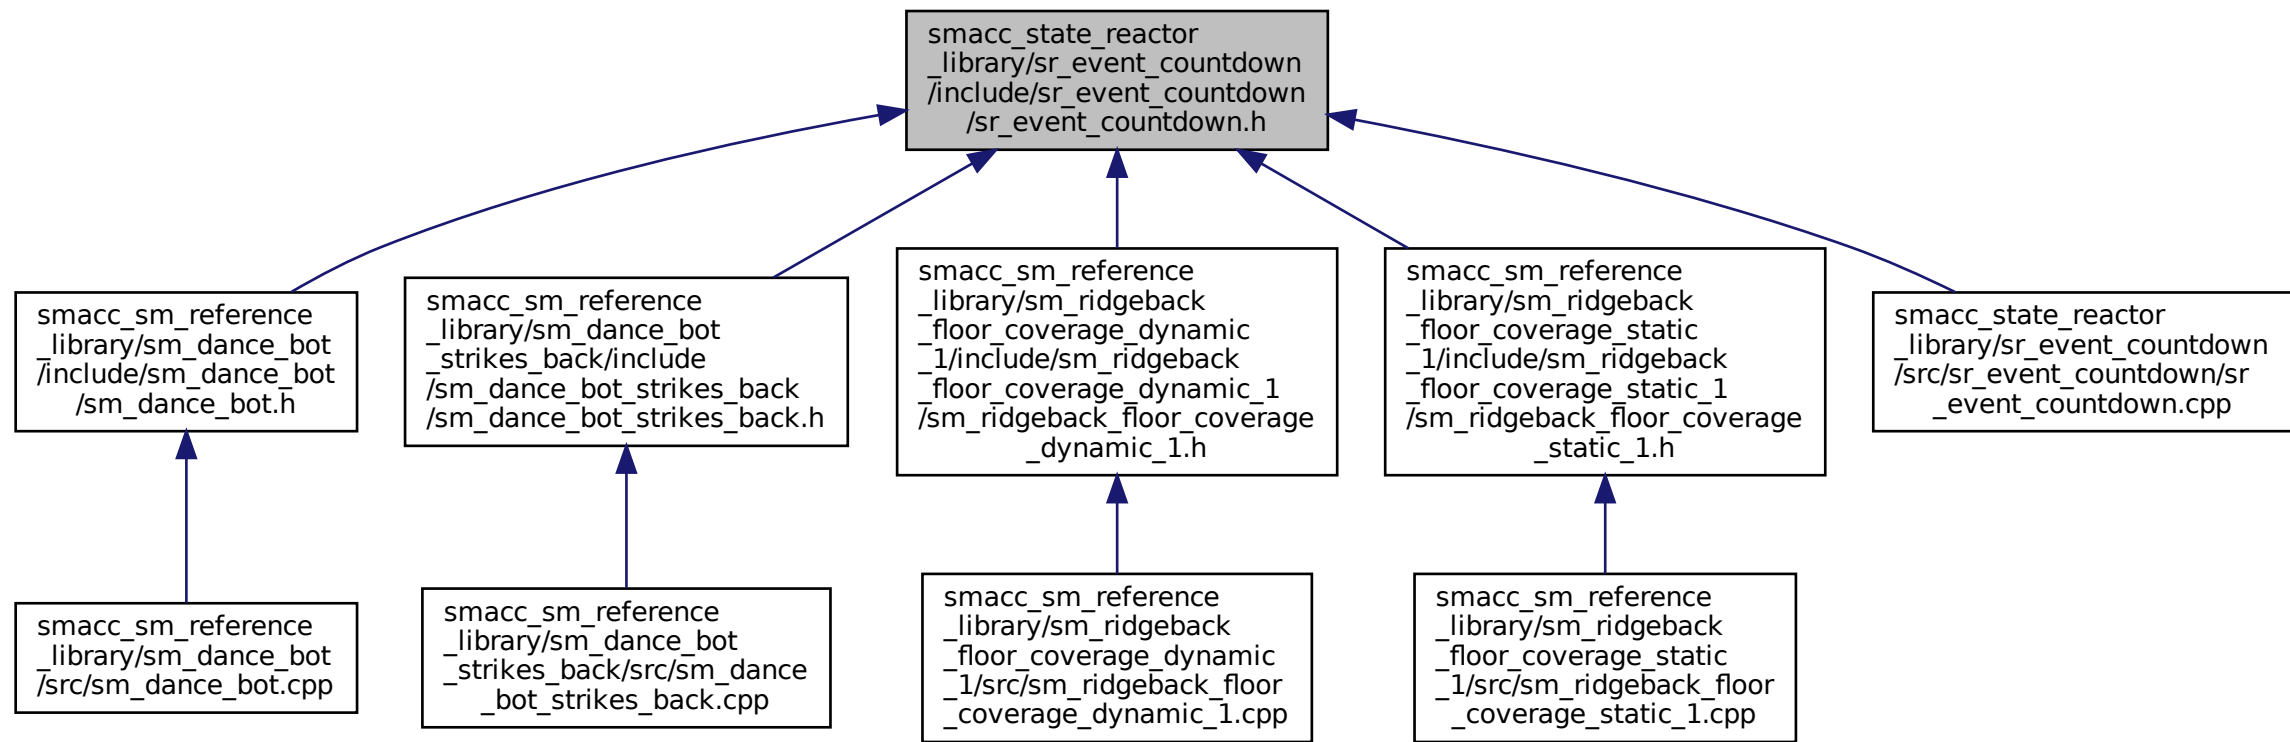 smacc_state_reactor
_library/sr_event_countdown
/include/sr_event_countdown
/sr_event_countdown.h
smacc_sm_reference
_library/sm_dance_bot
/include/sm_dance_bot
/sm_dance_bot.h
smacc_sm_reference
_library/sm_dance_bot
_strikes_back/include
/sm_dance_bot_strikes_back
/sm_dance_bot_strikes_back.h
smacc_sm_reference
_library/sm_ridgeback
_floor_coverage_dynamic
_1/include/sm_ridgeback
_floor_coverage_dynamic_1
/sm_ridgeback_floor_coverage
_dynamic_1.h
smacc_sm_reference
_library/sm_ridgeback
_floor_coverage_static
_1/include/sm_ridgeback
_floor_coverage_static_1
/sm_ridgeback_floor_coverage
_static_1.h
smacc_state_reactor
_library/sr_event_countdown
/src/sr_event_countdown/sr
_event_countdown.cpp
smacc_sm_reference
_library/sm_dance_bot
/src/sm_dance_bot.cpp
smacc_sm_reference
_library/sm_dance_bot
_strikes_back/src/sm_dance
_bot_strikes_back.cpp
smacc_sm_reference
_library/sm_ridgeback
_floor_coverage_dynamic
_1/src/sm_ridgeback_floor
_coverage_dynamic_1.cpp
smacc_sm_reference
_library/sm_ridgeback
_floor_coverage_static
_1/src/sm_ridgeback_floor
_coverage_static_1.cpp